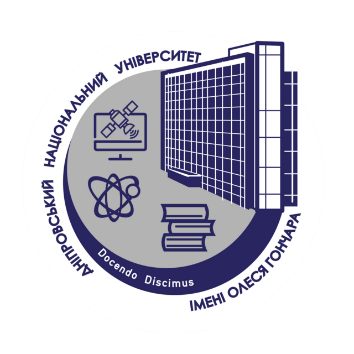 ДНІПРОВСЬКИЙ НАЦІОНАЛЬНИЙ УНІВЕРСИТЕТ
ІМЕНІ ОЛЕСЯ ГОНЧАРА
Docendo Discimus